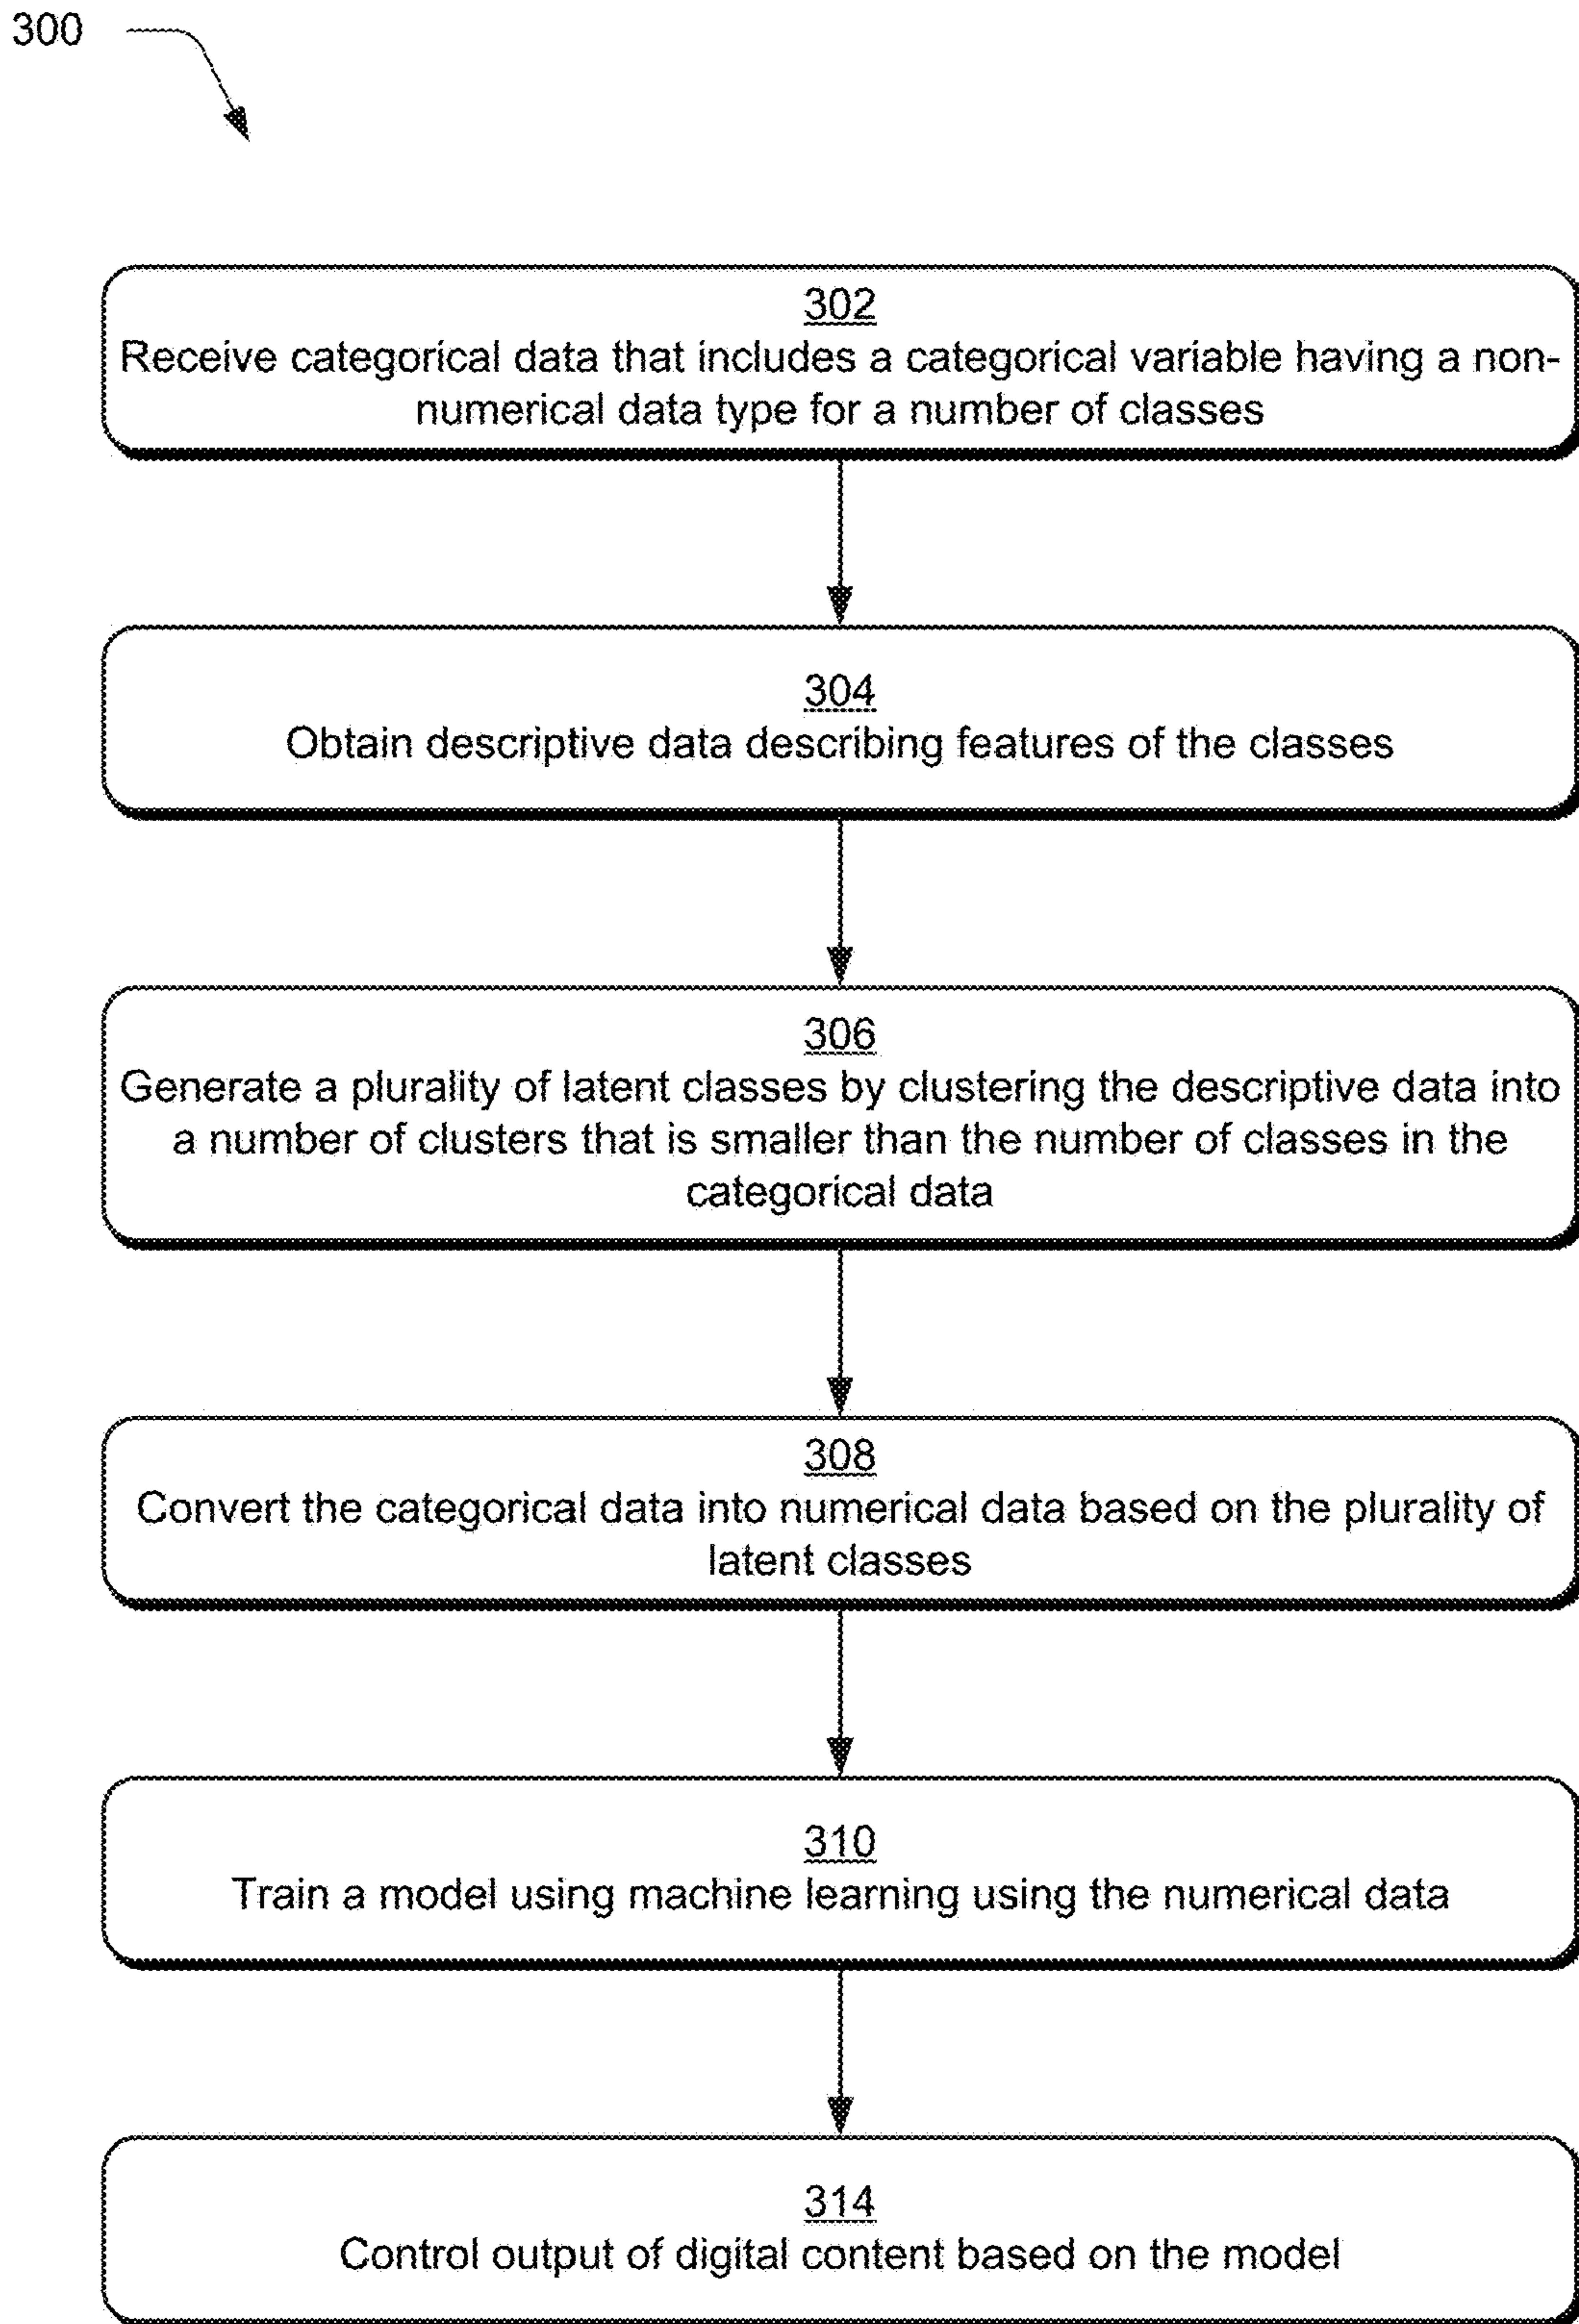 300
302
Receive categorical data that includes a categorical variable having a non-
numerical data type for a number of classes
304
Obtain descriptive data describing features of the classes
306
Generate a plurality of latent classes by clustering the descriptive data into
a number of clusters that is smaller than the number of classes in the
categorical data
308
Convert the categorical data into numerical data based on the plurality of
latent classes
310
Train a model using machine learning using the numerical data
314
Control output of digital content based on the model